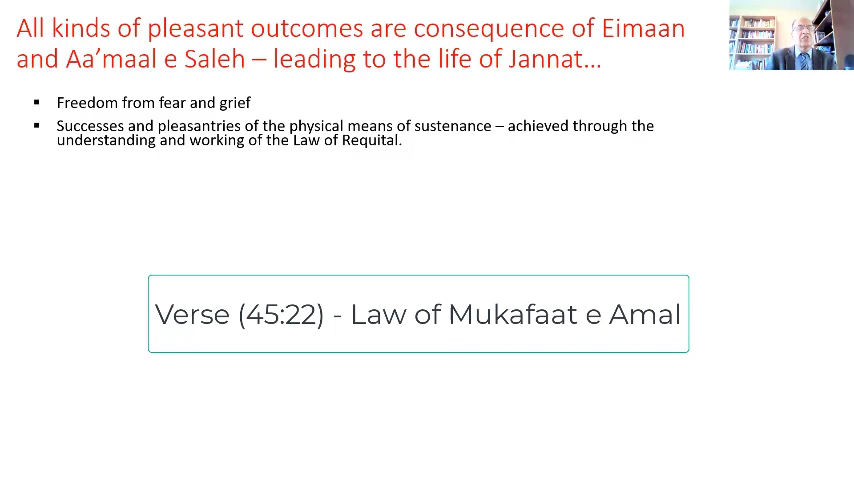 All kinds of pleasant outcomes are consequence of Eimaan
and Aa’maal e Saleh – leading to the life of Jannat…
▪ Freedom from fear and grief
▪ Successes and pleasantries of the physical means of sustenance – achieved through the
understanding and working of the Law of Requital.
Verse (45:22) - Law of Mukafaat e Amal